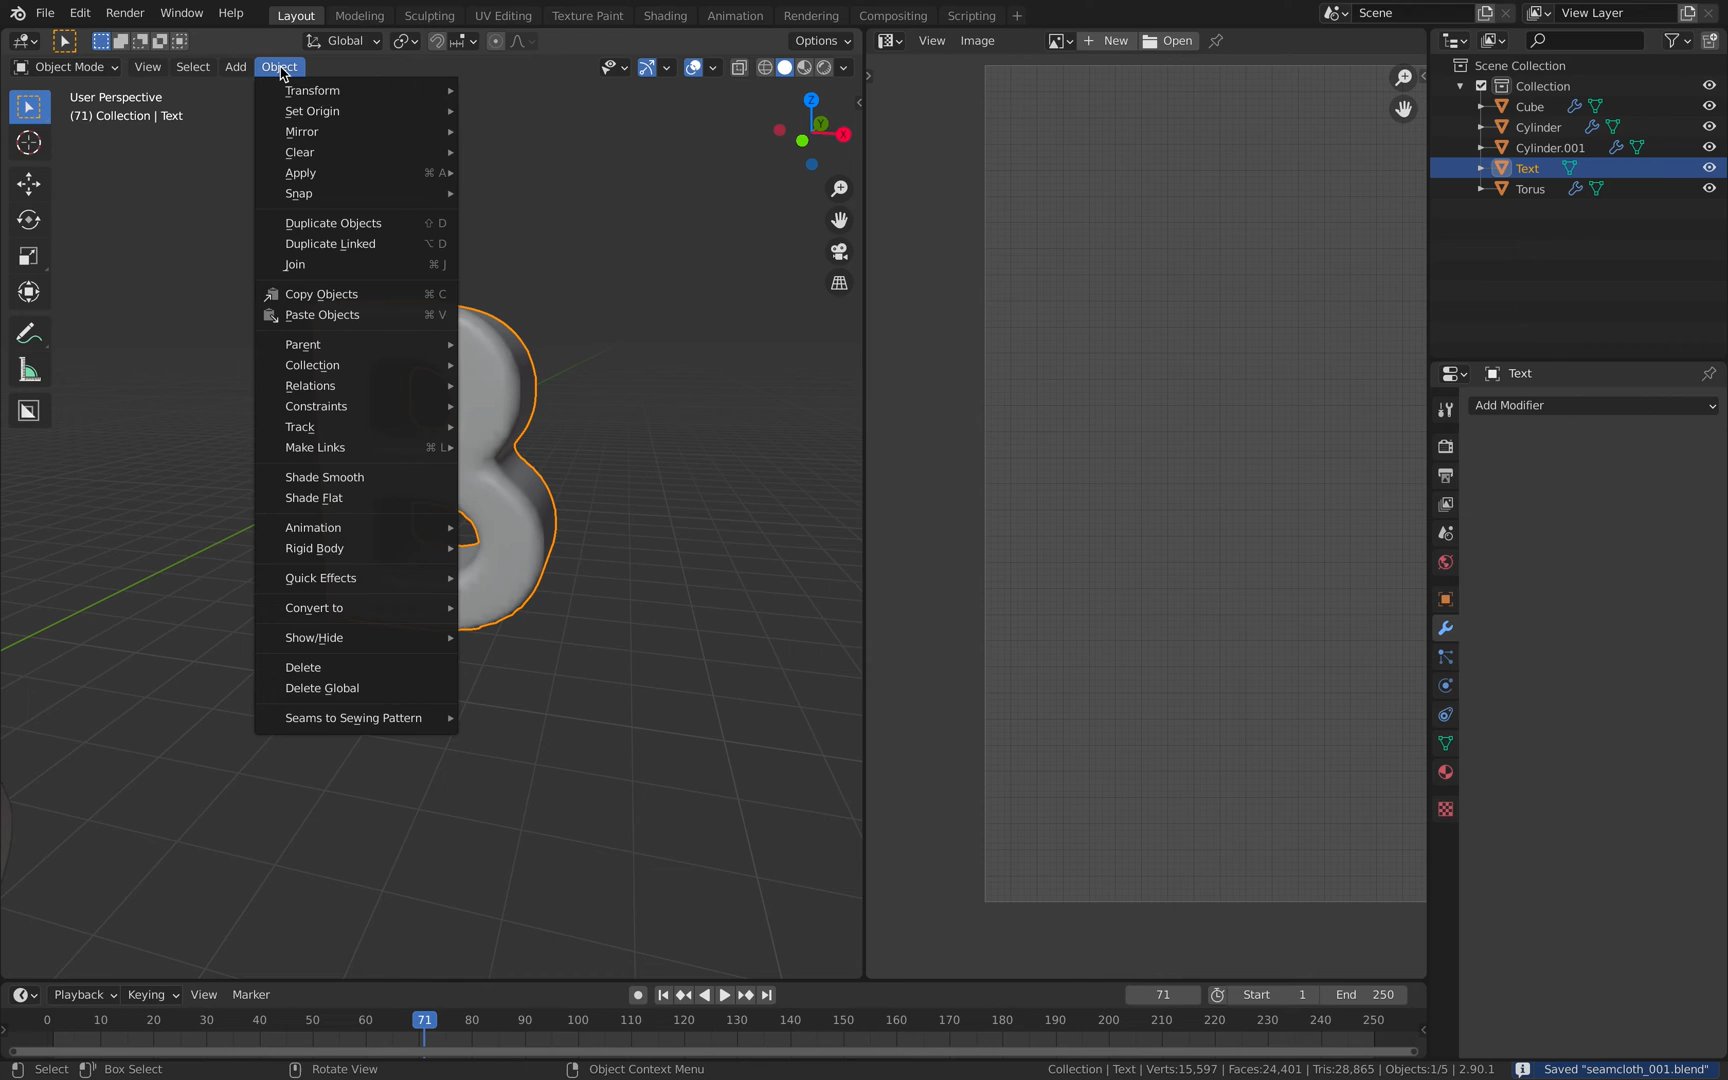 File Edit Render Window Help Layout Modeling Sculpting UV Editing Texture Paint Shading Animation Rendering Compositing Scripting + Scene View Layer
Global Options View Image + New Open
Object Mode View Select Add Object
User Perspective
(71) Collection | Text
Transform
Set Origin
Mirror
Clear
Apply ⌘ A
Snap
Duplicate Objects ⇧ D
Duplicate Linked ⌥ D
Join ⌘ J
Copy Objects ⌘ C
Paste Objects ⌘ V
Parent
Collection
Relations
Constraints
Track
Make Links ⌘ L
Shade Smooth
Shade Flat
Animation
Rigid Body
Quick Effects
Convert to
Show/Hide
Delete
Delete Global
Seams to Sewing Pattern
Z
Y
X
Scene Collection
Collection
Cube
Cylinder
Cylinder.001
Text
Torus
Text
Add Modifier
Playback Keying View Marker 71 Start 1 End 250
0 10 20 30 40 50 60 71 80 90 100 110 120 130 140 150 160 170 180 190 200 210 220 230 240 250
Select Box Select Rotate View Object Context Menu Collection | Text | Verts:15,597 | Faces:24,401 | Tris:28,865 | Objects:1/5 | 2.90.1 Saved "seamcloth_001.blend"